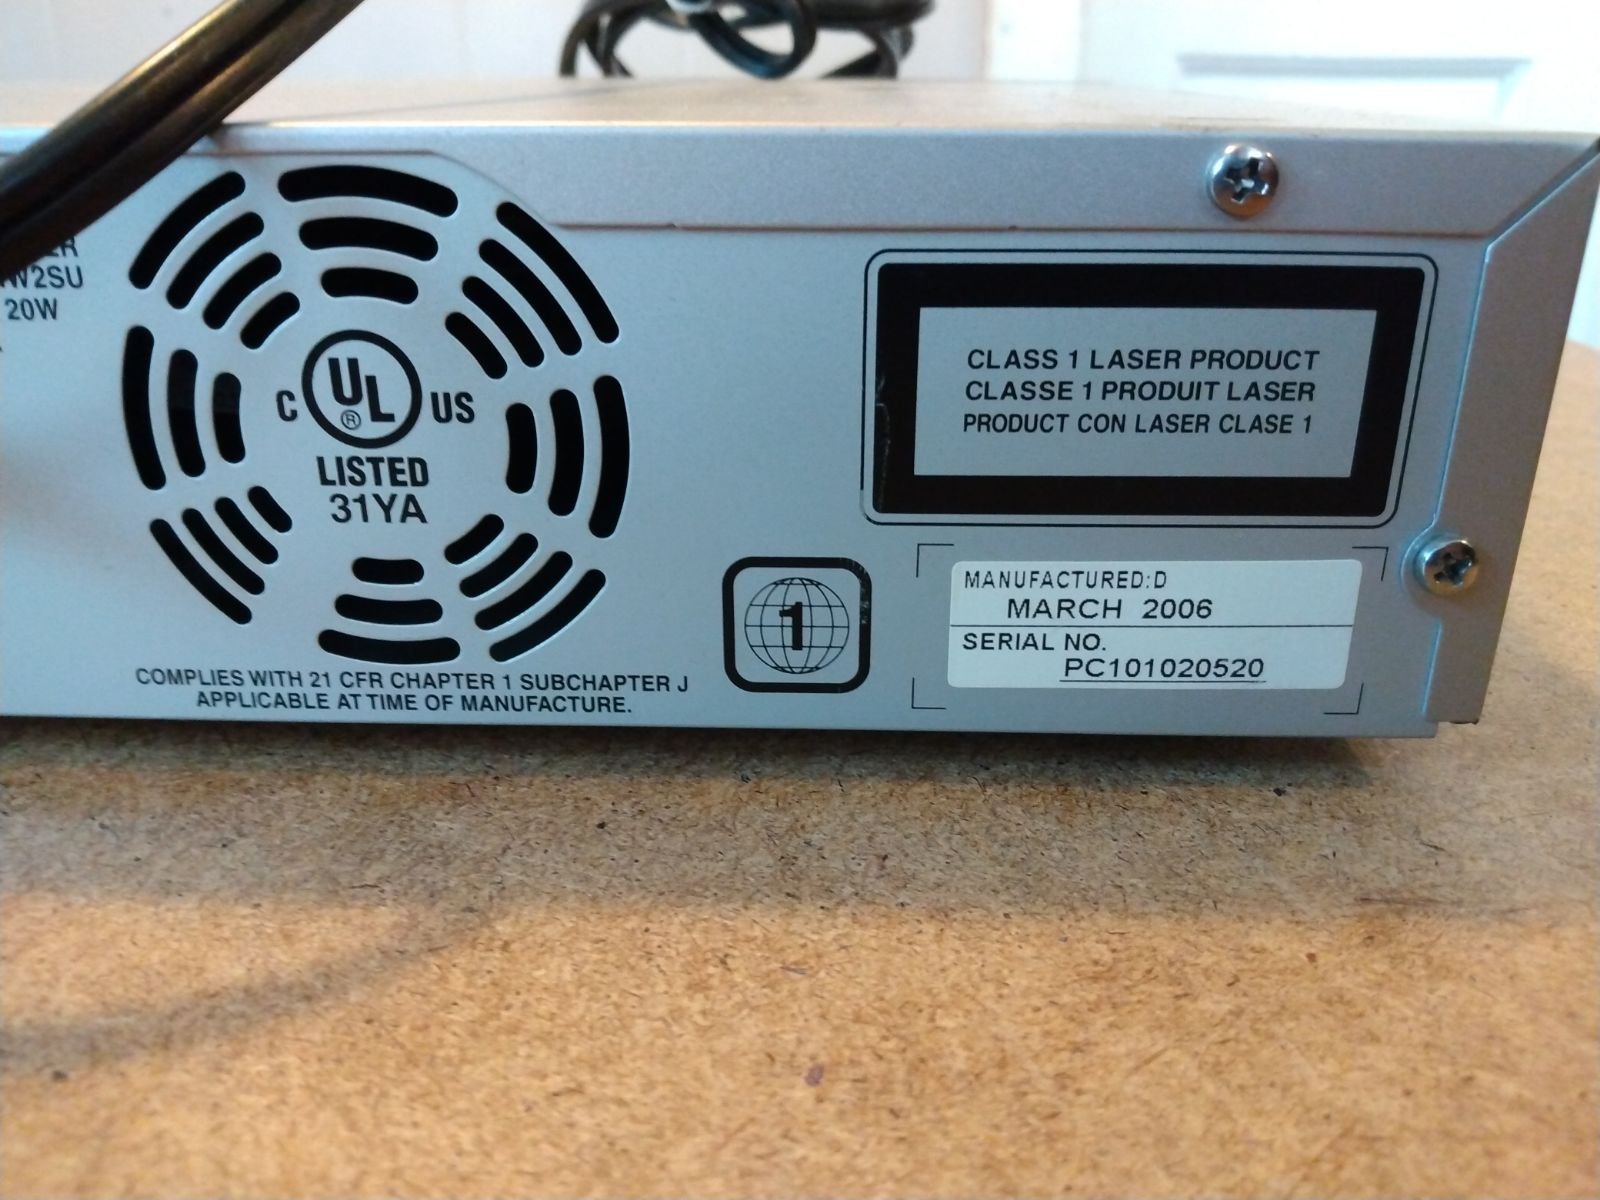 W2SU
20W
C UL ® US
LISTED
31YA
COMPLIES WITH 21 CFR CHAPTER 1 SUBCHAPTER J
APPLICABLE AT TIME OF MANUFACTURE.
1
CLASS 1 LASER PRODUCT
CLASSE 1 PRODUIT LASER
PRODUCT CON LASER CLASE 1
MANUFACTURED:D
MARCH 2006
SERIAL NO.
PC101020520